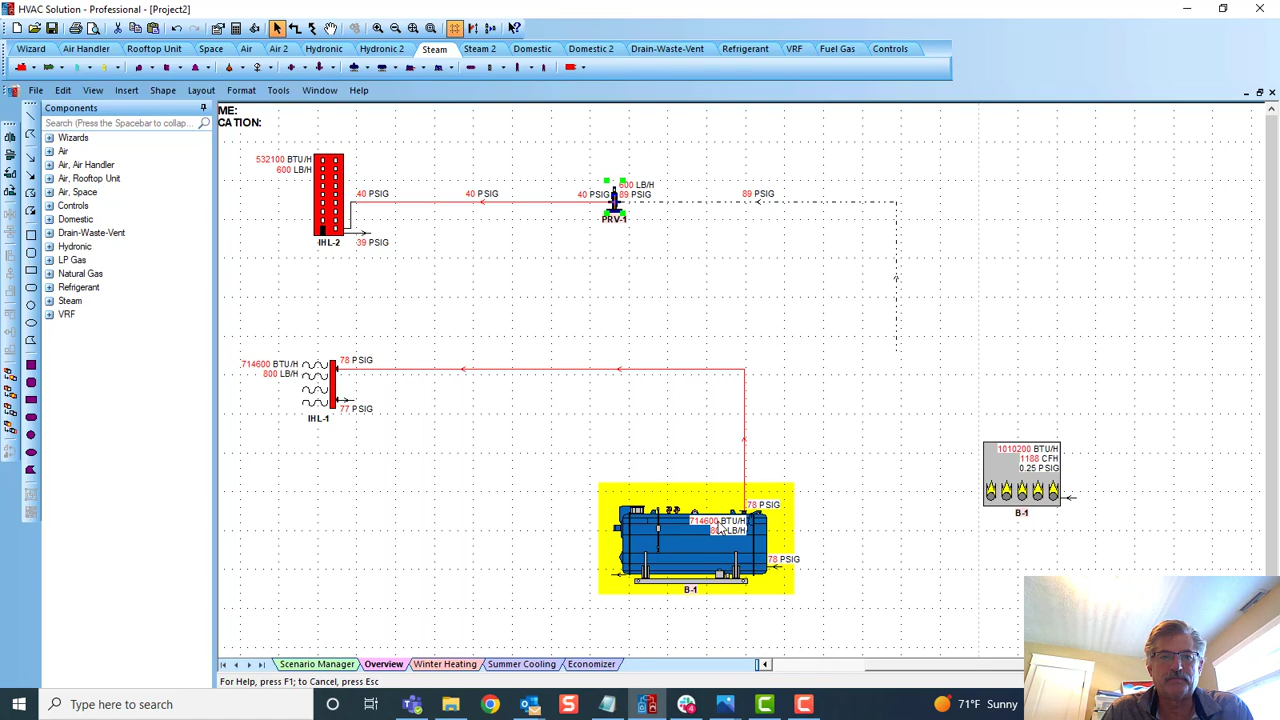 HVAC Solution - Professional - [Project2]
Wizard Air Handler Rooftop Unit Space Air Air 2 Hydronic Hydronic 2 Steam Steam 2 Domestic Domestic 2 Drain-Waste-Vent Refrigerant VRF Fuel Gas Controls
File Edit View Insert Shape Layout Format Tools Window Help
Components
Search (Press the Spacebar to collap...
Wizards
Air
Air, Air Handler
Air, Rooftop Unit
Air, Space
Controls
Domestic
Drain-Waste-Vent
Hydronic
LP Gas
Natural Gas
Refrigerant
Steam
VRF
ME:
CATION:
532100 BTU/H
600 LB/H
IHL-2
40 PSIG
39 PSIG
40 PSIG
40 PSIG
600 LB/H
89 PSIG
PRV-1
89 PSIG
714600 BTU/H
800 LB/H
IHL-1
78 PSIG
77 PSIG
78 PSIG
714600 BTU/H
LB/H
78 PSIG
B-1
1010200 BTU/H
1188 CFH
0.25 PSIG
B-1
Scenario Manager Overview Winter Heating Summer Cooling Economizer
For Help, press F1; to Cancel, press Esc
Type here to search
71°F Sunny